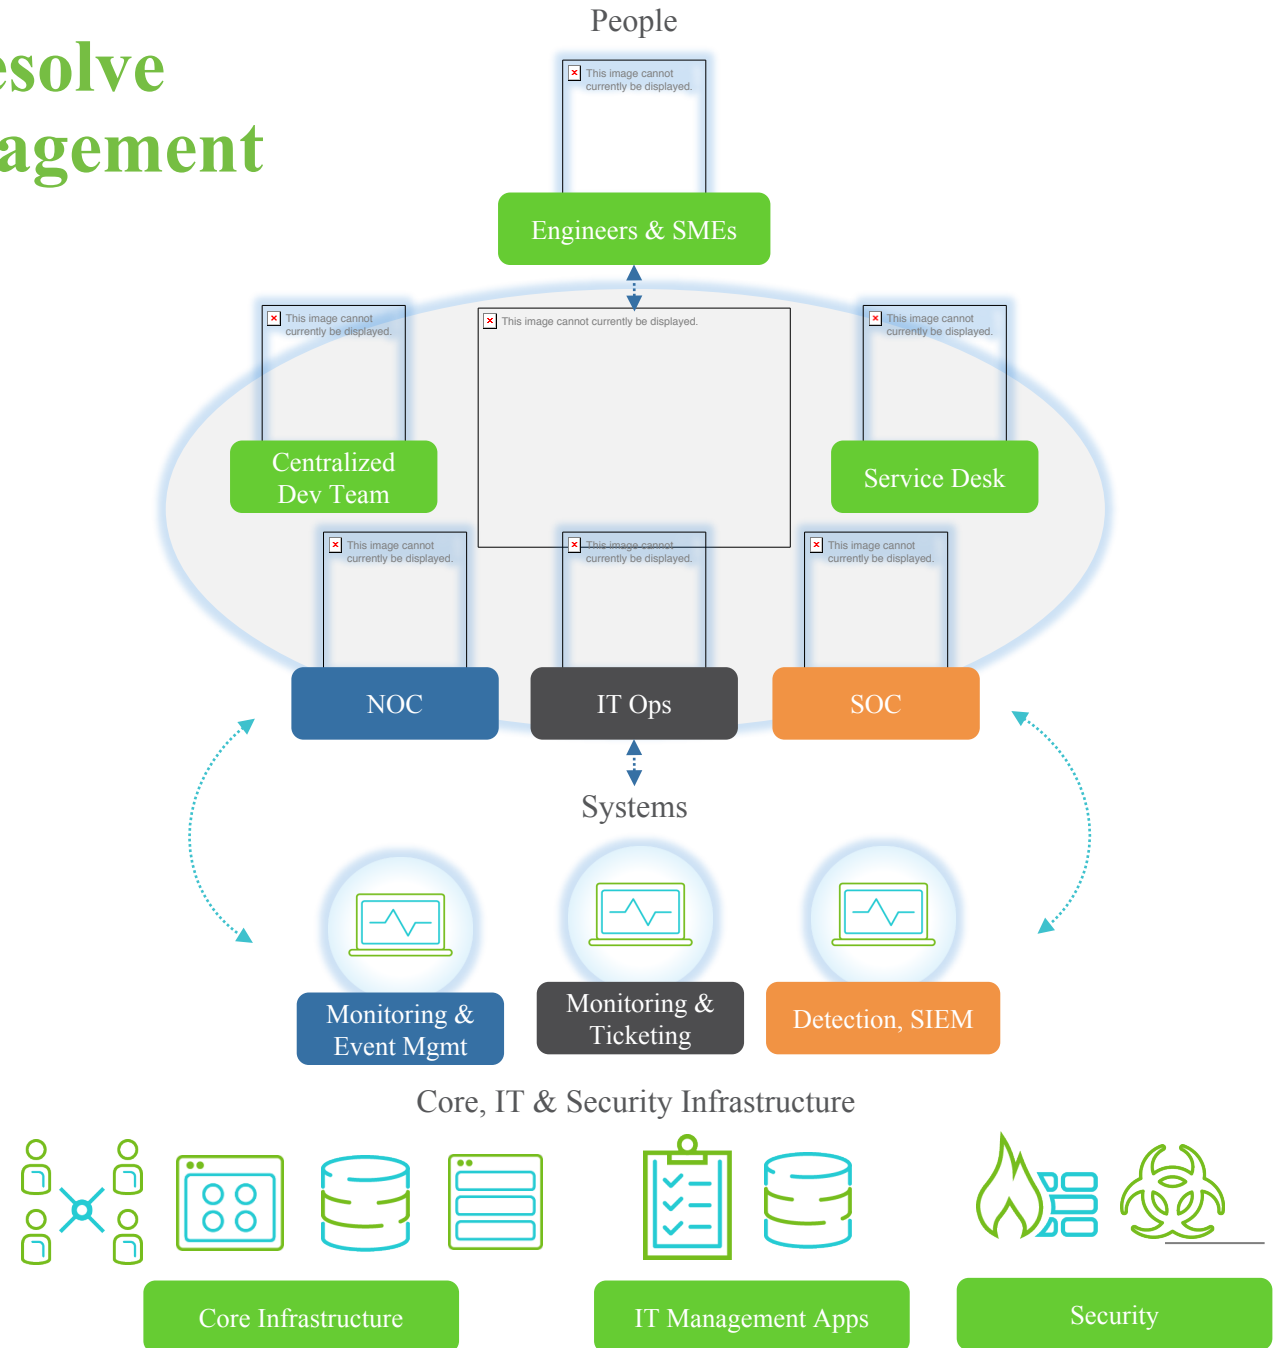 People
esolve
agement
This image cannot
currently be displayed.
Engineers & SMEs
This image cannot
currently be displayed.
This image cannot currently be displayed.
This image cannot
currently be displayed.
Centralized
Dev Team
Service Desk
This image cannot
currently be displayed.
This image cannot
currently be displayed.
This image cannot
currently be displayed.
NOC
IT Ops
SOC
Systems
Monitoring &
Event Mgmt
Monitoring &
Ticketing
Detection, SIEM
Core, IT & Security Infrastructure
Core Infrastructure
IT Management Apps
Security